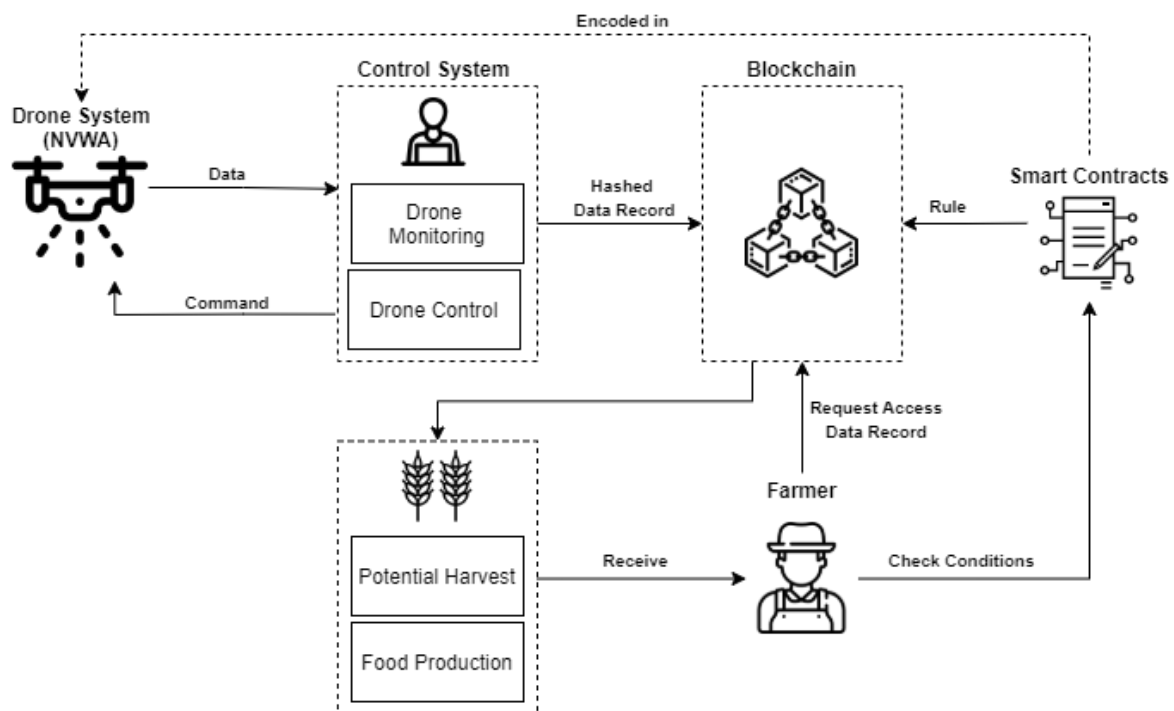 Encoded in
Control System
Blockchain
Drone System
(NVWA)
Data
Drone
Monitoring
Hashed
Data Record
Rule
Smart Contracts
Command
Drone Control
Request Access
Data Record
Farmer
Potential Harvest
Receive
Check Conditions
Food Production